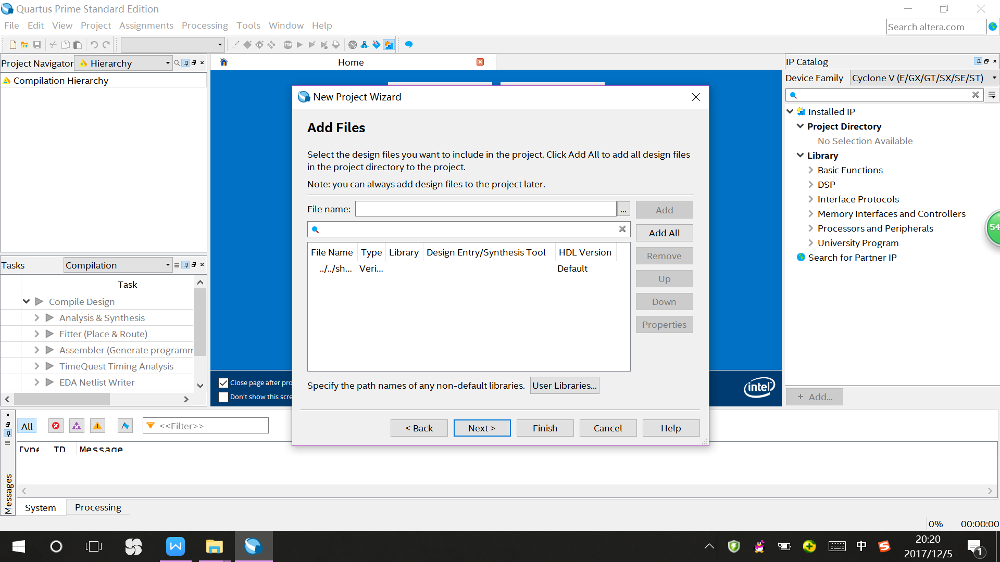 Quartus Prime Standard Edition
File Edit View Project Assignments Processing Tools Window Help
Search altera.com
Project Navigator Hierarchy
Compilation Hierarchy
Home
IP Catalog
Device Family Cyclone V (E/GX/GT/SX/SE/ST)
Installed IP
Project Directory
No Selection Available
Library
Basic Functions
DSP
Interface Protocols
Memory Interfaces and Controllers
Processors and Peripherals
University Program
Search for Partner IP
+ Add...
54
Tasks Compilation
Task
Compile Design
Analysis & Synthesis
Fitter (Place & Route)
Assembler (Generate programm
TimeQuest Timing Analysis
EDA Netlist Writer
Close page after pro
Don't show this scre
intel
New Project Wizard
Add Files
Select the design files you want to include in the project. Click Add All to add all design files
in the project directory to the project.
Note: you can always add design files to the project later.
File name: ... Add
Add All
Remove
Up
Down
Properties
File Name Type Library Design Entry/Synthesis Tool HDL Version
../../sh... Veri... Default
Specify the path names of any non-default libraries. User Libraries...
< Back Next > Finish Cancel Help
All <<Filter>>
Type ID Message
Messages
System Processing
0% 00:00:00
中
20:20
2017/12/5
1